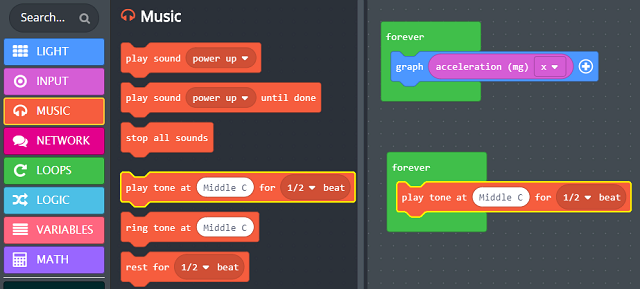 Search...
LIGHT
INPUT
MUSIC
NETWORK
LOOPS
LOGIC
VARIABLES
MATH
Music
play sound power up
play sound power up until done
stop all sounds
play tone at Middle C for 1/2 beat
ring tone at Middle C
rest for 1/2 beat
forever
graph acceleration (mg) x
forever
play tone at Middle C for 1/2 beat